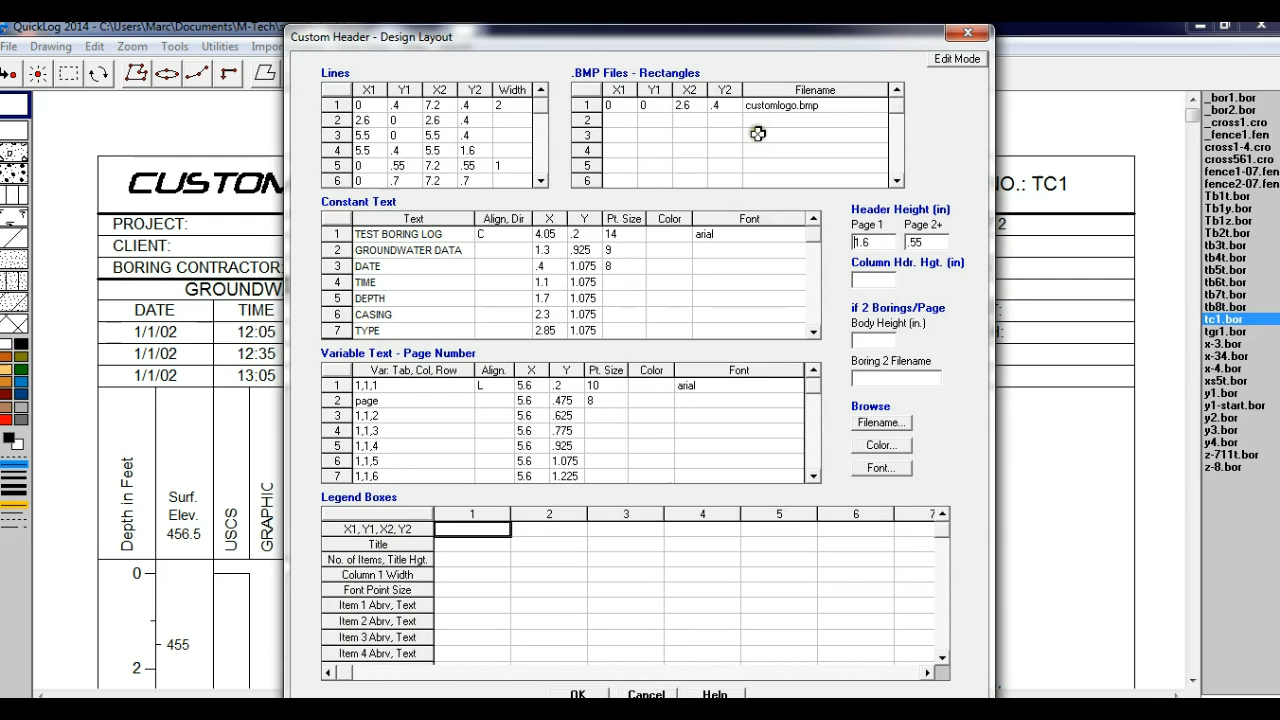 QuickLog 2014 - C:\Users\Marc\Documents\M-Tech\s
File Drawing Edit Zoom Tools Utilities Impor
Custom Header - Design Layout
Edit Mode
Lines
X1 Y1 X2 Y2 Width
1 0 .4 7.2 .4 2
2 2.6 0 2.6 .4
3 5.5 0 5.5 .4
4 5.5 .4 5.5 1.6
5 0 .55 7.2 .55 1
6 0 .7 7.2 .7
.BMP Files - Rectangles
X1 Y1 X2 Y2 Filename
1 0 0 2.6 .4 customlogo.bmp
2
3
4
5
6
Constant Text
Text Align, Dir X Y Pt. Size Color Font
1 TEST BORING LOG C 4.05 .2 14 arial
2 GROUNDWATER DATA 1.3 .925 9
3 DATE .4 1.075 8
4 TIME 1.1 1.075
5 DEPTH 1.7 1.075
6 CASING 2.3 1.075
7 TYPE 2.85 1.075
Header Height (in)
Page 1 Page 2+
1.6 .55
Column Hdr. Hgt. (in)
if 2 Borings/Page
Body Height (in.)
Boring 2 Filename
Browse
Filename...
Color...
Font...
Variable Text - Page Number
Var: Tab, Col, Row Align. X Y Pt. Size Color Font
1 1,1,1 L 5.6 .2 10 arial
2 page 5.6 .475 8
3 1,1,2 5.6 .625
4 1,1,3 5.6 .775
5 1,1,4 5.6 .925
6 1,1,5 5.6 1.075
7 1,1,6 5.6 1.225
Legend Boxes
1 2 3 4 5 6 7
X1, Y1, X2, Y2
Title
No. of Items, Title Hgt.
Column 1 Width
Font Point Size
Item 1 Abrv, Text
Item 2 Abrv, Text
Item 3 Abrv, Text
Item 4 Abrv, Text
OK Cancel Help
CUSTOM
NO.: TC1
PROJECT:
2
CLIENT:
BORING CONTRACTOR:
GROUNDWA
DATE TIME
1/1/02 12:05
1/1/02 12:35
1/1/02 13:05
Depth in Feet
Surf.
Elev.
456.5
USCS
GRAPHIC
0
455
2
_bor1.bor
_bor2.bor
_cross1.cro
_fence1.fen
cross1-4.cro
cross561.cro
fence1-07.fen
fence2-07.fen
Tb1t.bor
Tb1y.bor
Tb1z.bor
Tb2t.bor
tb3t.bor
tb4t.bor
tb5t.bor
tb6t.bor
tb7t.bor
tb8t.bor
tc1.bor
tgr1.bor
x-3.bor
x-34.bor
x-4.bor
xs5t.bor
y1.bor
y1-start.bor
y2.bor
y3.bor
y4.bor
z-711t.bor
z-8.bor